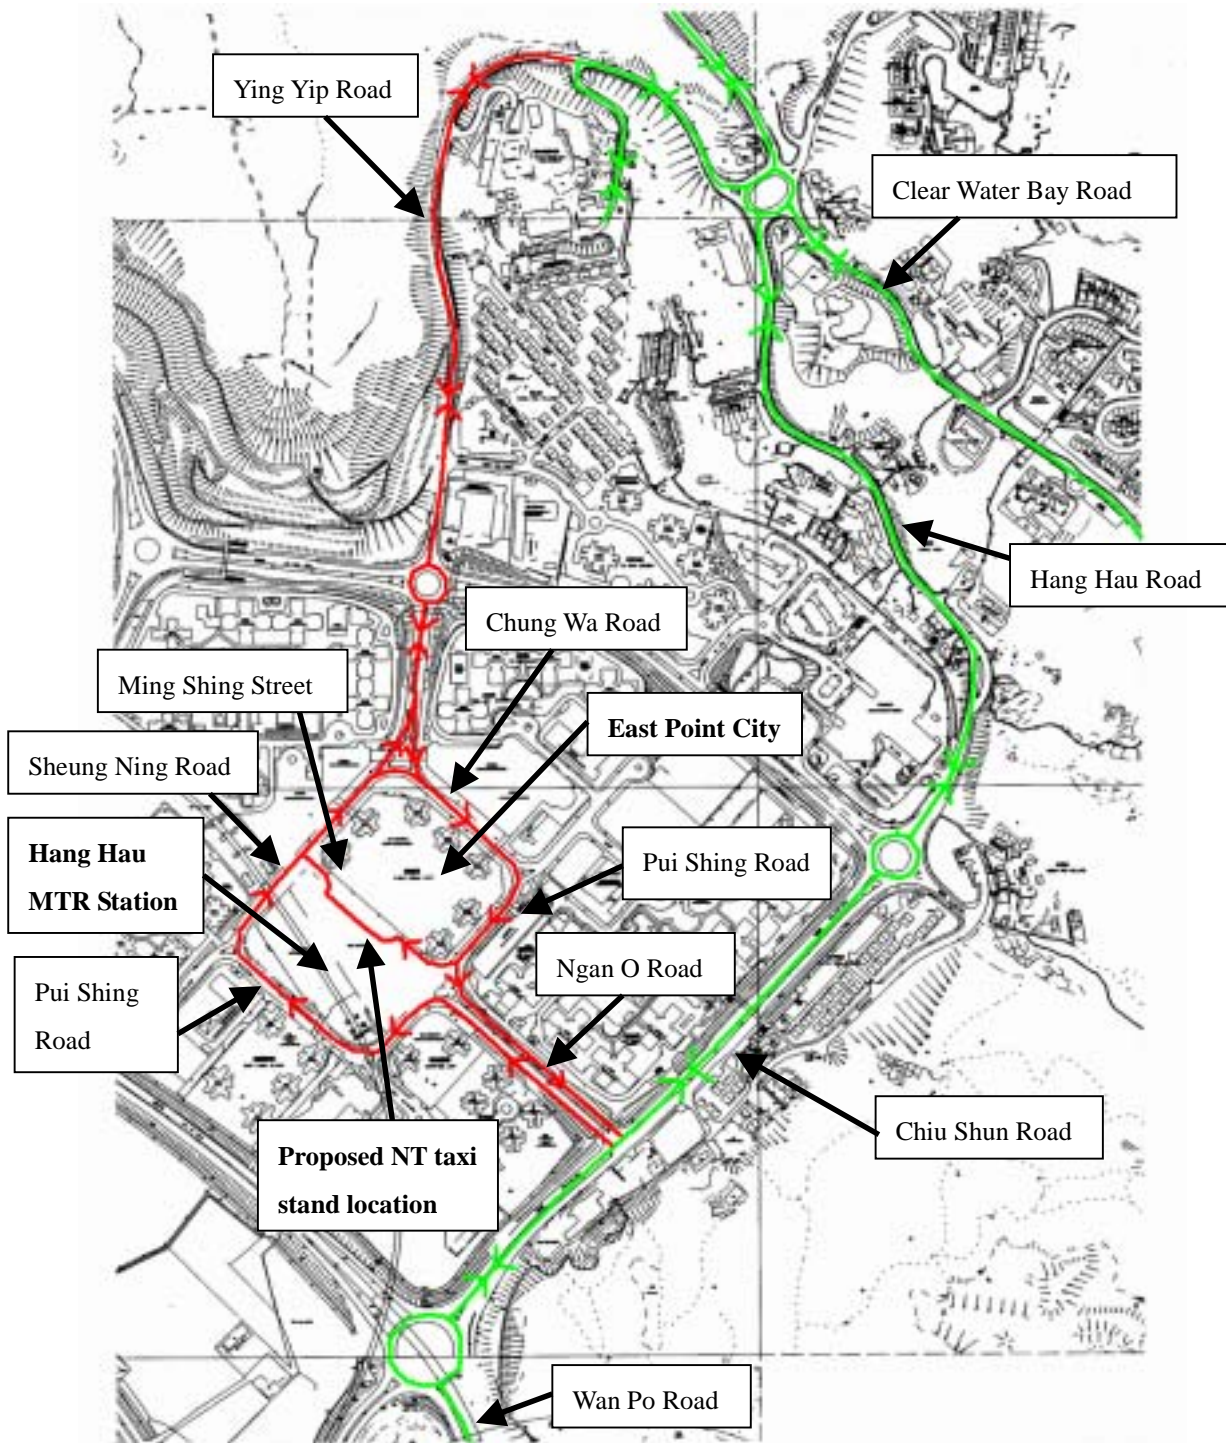 Ying Yip Road
Clear Water Bay Road
Hang Hau Road
Chung Wa Road
Ming Shing Street
East Point City
Sheung Ning Road
Hang Hau
MTR Station
Pui Shing Road
Ngan O Road
Pui Shing
Road
Chiu Shun Road
Proposed NT taxi
stand location
Wan Po Road